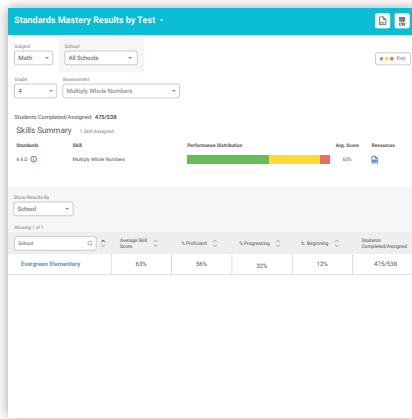 Standards Mastery Results by Test
Subject
Math
School
All Schools
Key
Grade
4
Assessment
Multiply Whole Numbers
Students Completed/Assigned: 475/538
Skills Summary 1 Skill Assigned
Standards Skill Performance Distribution Avg. Score Resources
4.4.0 Multiply Whole Numbers 63%
Show Results By
School
Showing 1 of 1
School Average Skill Score % Proficient % Progressing % Beginning Students Completed/Assigned
Evergreen Elementary 63% 56% 32% 12% 475/538